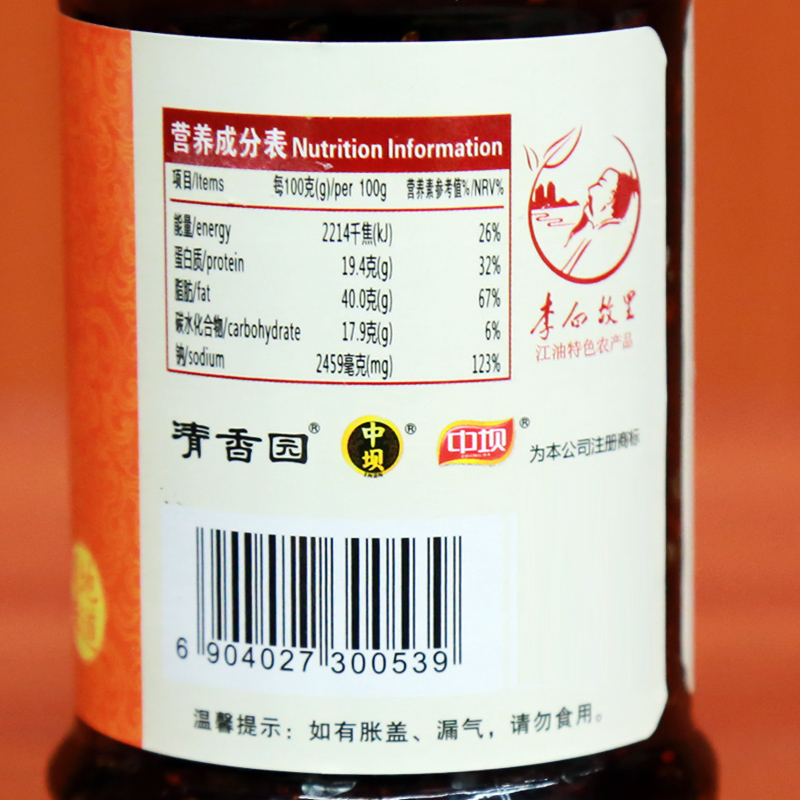 营养成分表 Nutrition Information
项目/Items 每100克(g)/per 100g 营养素参考值%/NRV%
能量/energy 2214千焦(kJ) 26%
蛋白质/protein 19.4克(g) 32%
脂肪/fat 40.0克(g) 67%
碳水化合物/carbohydrate 17.9克(g) 6%
钠/sodium 2459毫克(mg) 123%
李白故里
江油特色农产品
清香园® 中坝® 中坝® 为本公司注册商标
6 904027 300539
温馨提示：如有胀盖、漏气，请勿食用。